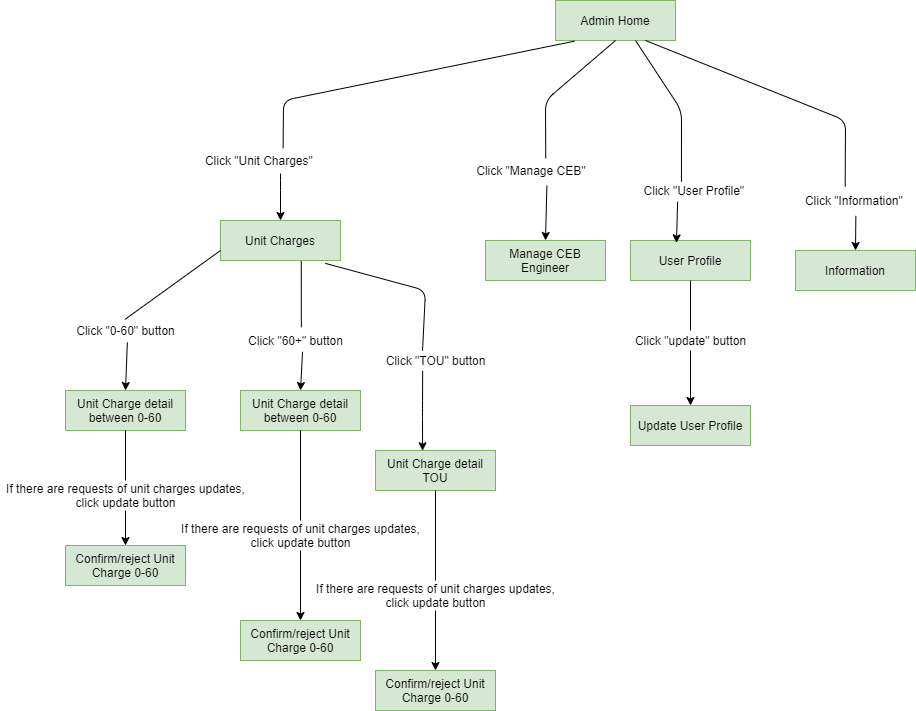 Admin Home
Click "Unit Charges"
Click "Manage CEB"
Click "User Profile"
Click "Information"
Unit Charges
Manage CEB
Engineer
User Profile
Information
Click "0-60" button
Click "60+" button
Click "TOU" button
Click "update" button
Unit Charge detail
between 0-60
Unit Charge detail
between 0-60
Unit Charge detail
TOU
Update User Profile
If there are requests of unit charges updates,
click update button
If there are requests of unit charges updates,
click update button
If there are requests of unit charges updates,
click update button
Confirm/reject Unit
Charge 0-60
Confirm/reject Unit
Charge 0-60
Confirm/reject Unit
Charge 0-60